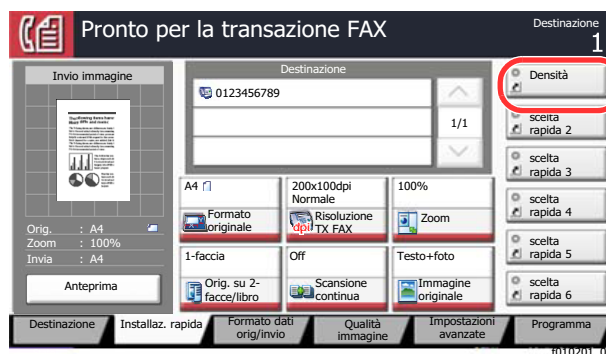 Pronto per la transazione FAX
Destinazione
1
Invio immagine
Orig. : A4
Zoom : 100%
Invia : A4
Anteprima
Destinazione
0123456789
1/1
A4
Formato
originale
200x100dpi
Normale
dpi
Risoluzione
TX FAX
100%
Zoom
1-faccia
Orig. su 2-
facce/libro
Off
Scansione
continua
Testo+foto
Immagine
originale
Densità
scelta
rapida 2
scelta
rapida 3
scelta
rapida 4
scelta
rapida 5
scelta
rapida 6
Destinazione
Installaz. rapida
Formato dati
orig/invio
Qualità
immagine
Impostazioni
avanzate
Programma